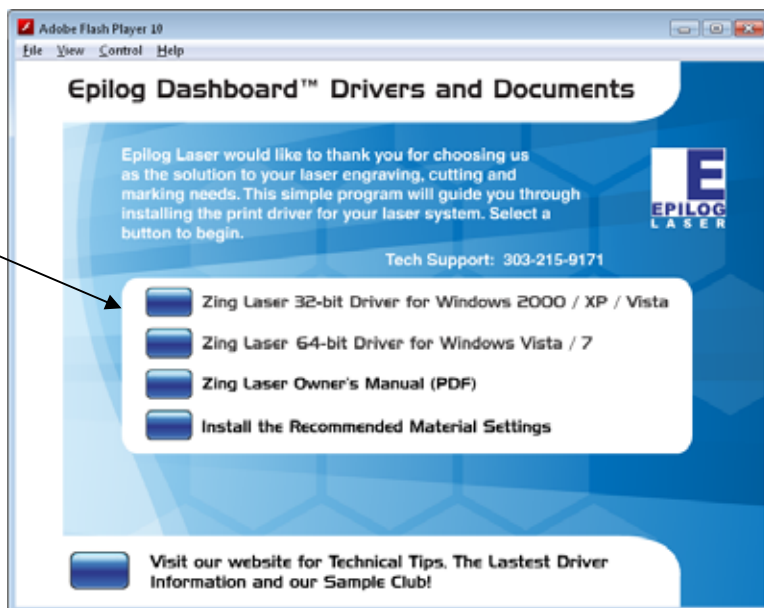 Adobe Flash Player 10
File View Control Help
Epilog Dashboard™ Drivers and Documents
Epilog Laser would like to thank you for choosing us
as the solution to your laser engraving, cutting and
marking needs. This simple program will guide you through
installing the print driver for your laser system. Select a
button to begin.
E
EPILOG
LASER
Tech Support: 303-215-9171
Zing Laser 32-bit Driver for Windows 2000 / XP / Vista
Zing Laser 64-bit Driver for Windows Vista / 7
Zing Laser Owner's Manual (PDF)
Install the Recommended Material Settings
Visit our website for Technical Tips, The Lastest Driver
Information and our Sample Club!